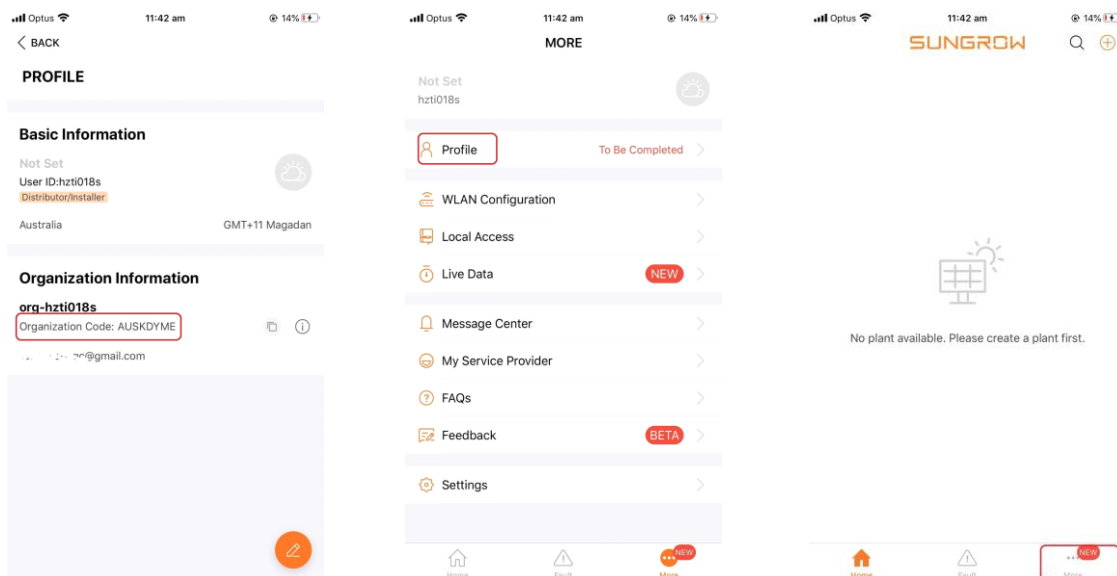 Optus 11:42 am 14%
BACK
PROFILE
Basic Information
Not Set
User ID:hzti018s
Distributor/Installer
Australia GMT+11 Magadan
Organization Information
org-hzti018s
Organization Code: AUSKDYME
@gmail.com
Optus 11:42 am 14%
MORE
Not Set
hzti018s
Profile To Be Completed
WLAN Configuration
Local Access
Live Data NEW
Message Center
My Service Provider
FAQs
Feedback BETA
Settings
NEW
Home Fault More
Optus 11:42 am 14%
SUNGROW
No plant available. Please create a plant first.
NEW
Home Fault More